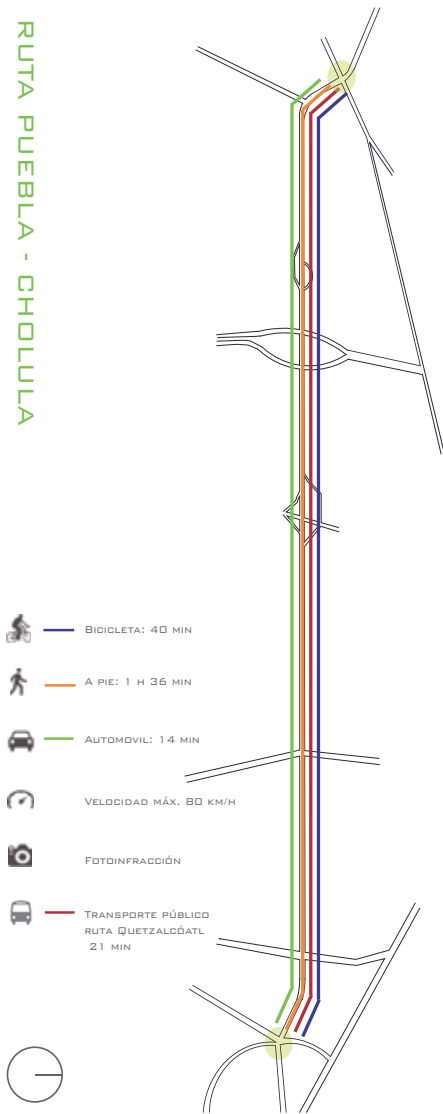 RUTA PUEBLA - CHOLULA
BICICLETA: 40 MIN
A PIE: 1 H 36 MIN
AUTOMOVIL: 14 MIN
VELOCIDAD MÁX. 80 KM/H
FOTOINFRACCIÓN
TRANSPORTE PÚBLICO
RUTA QUETZALCÓATL
21 MIN